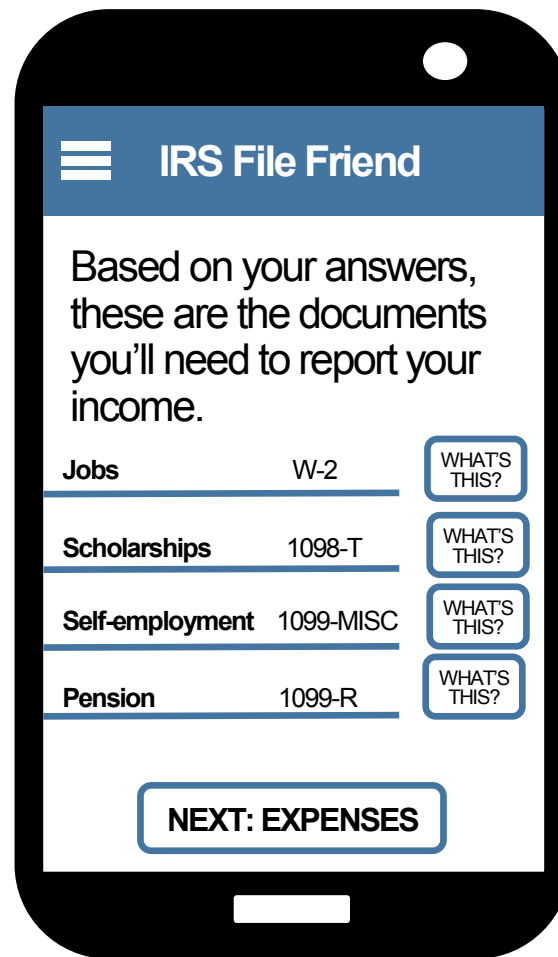 IRS File Friend
Based on your answers,
these are the documents
you'll need to report your
income.
Jobs W-2 WHAT'S
THIS?
Scholarships 1098-T WHAT'S
THIS?
Self-employment 1099-MISC WHAT'S
THIS?
Pension 1099-R WHAT'S
THIS?
NEXT: EXPENSES